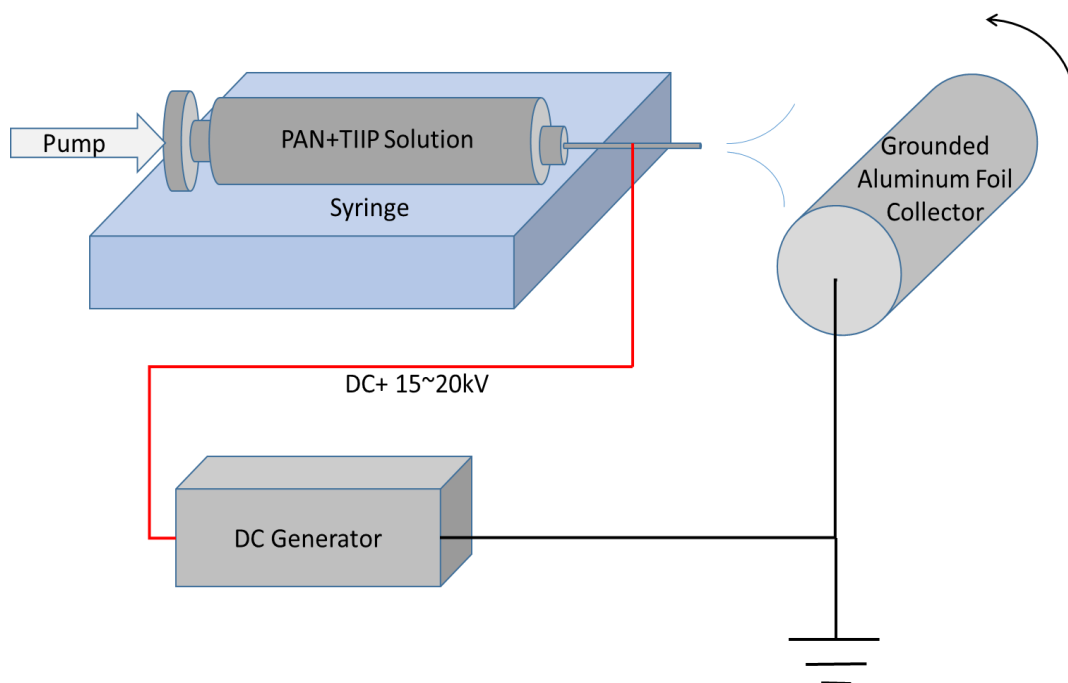 Pump
PAN+TIIP Solution
Syringe
Grounded
Aluminum Foil
Collector
DC+ 15~20kV
DC Generator